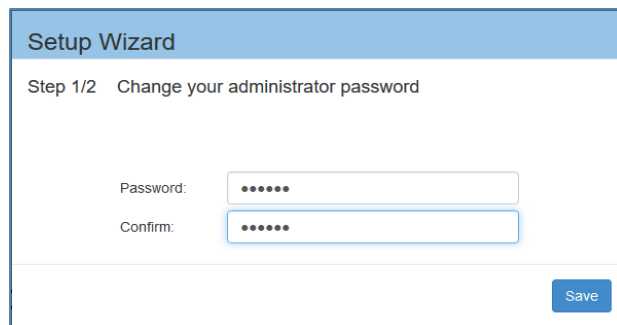 Setup Wizard
Step 1/2 Change your administrator password
Password: ••••••
Confirm: ••••••
Save